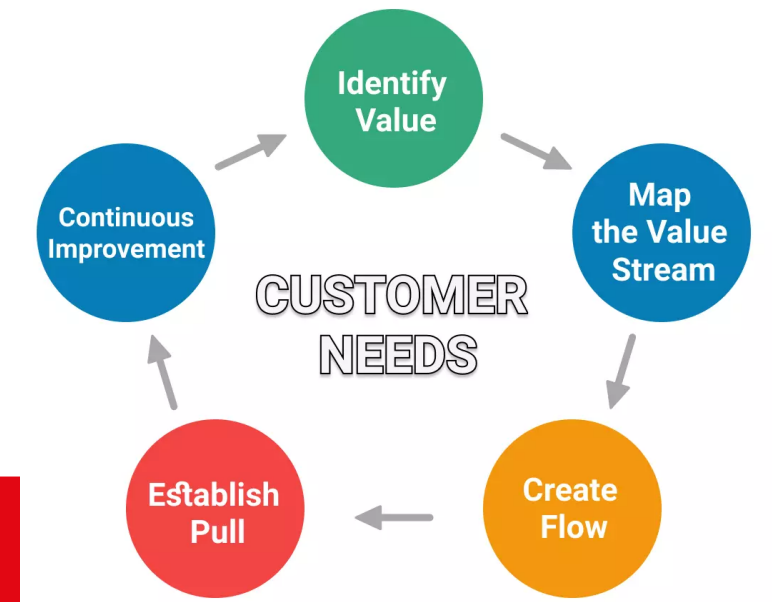 Identify
Value
Map
the Value
Stream
Create
Flow
Establish
Pull
Continuous
Improvement
CUSTOMER
NEEDS